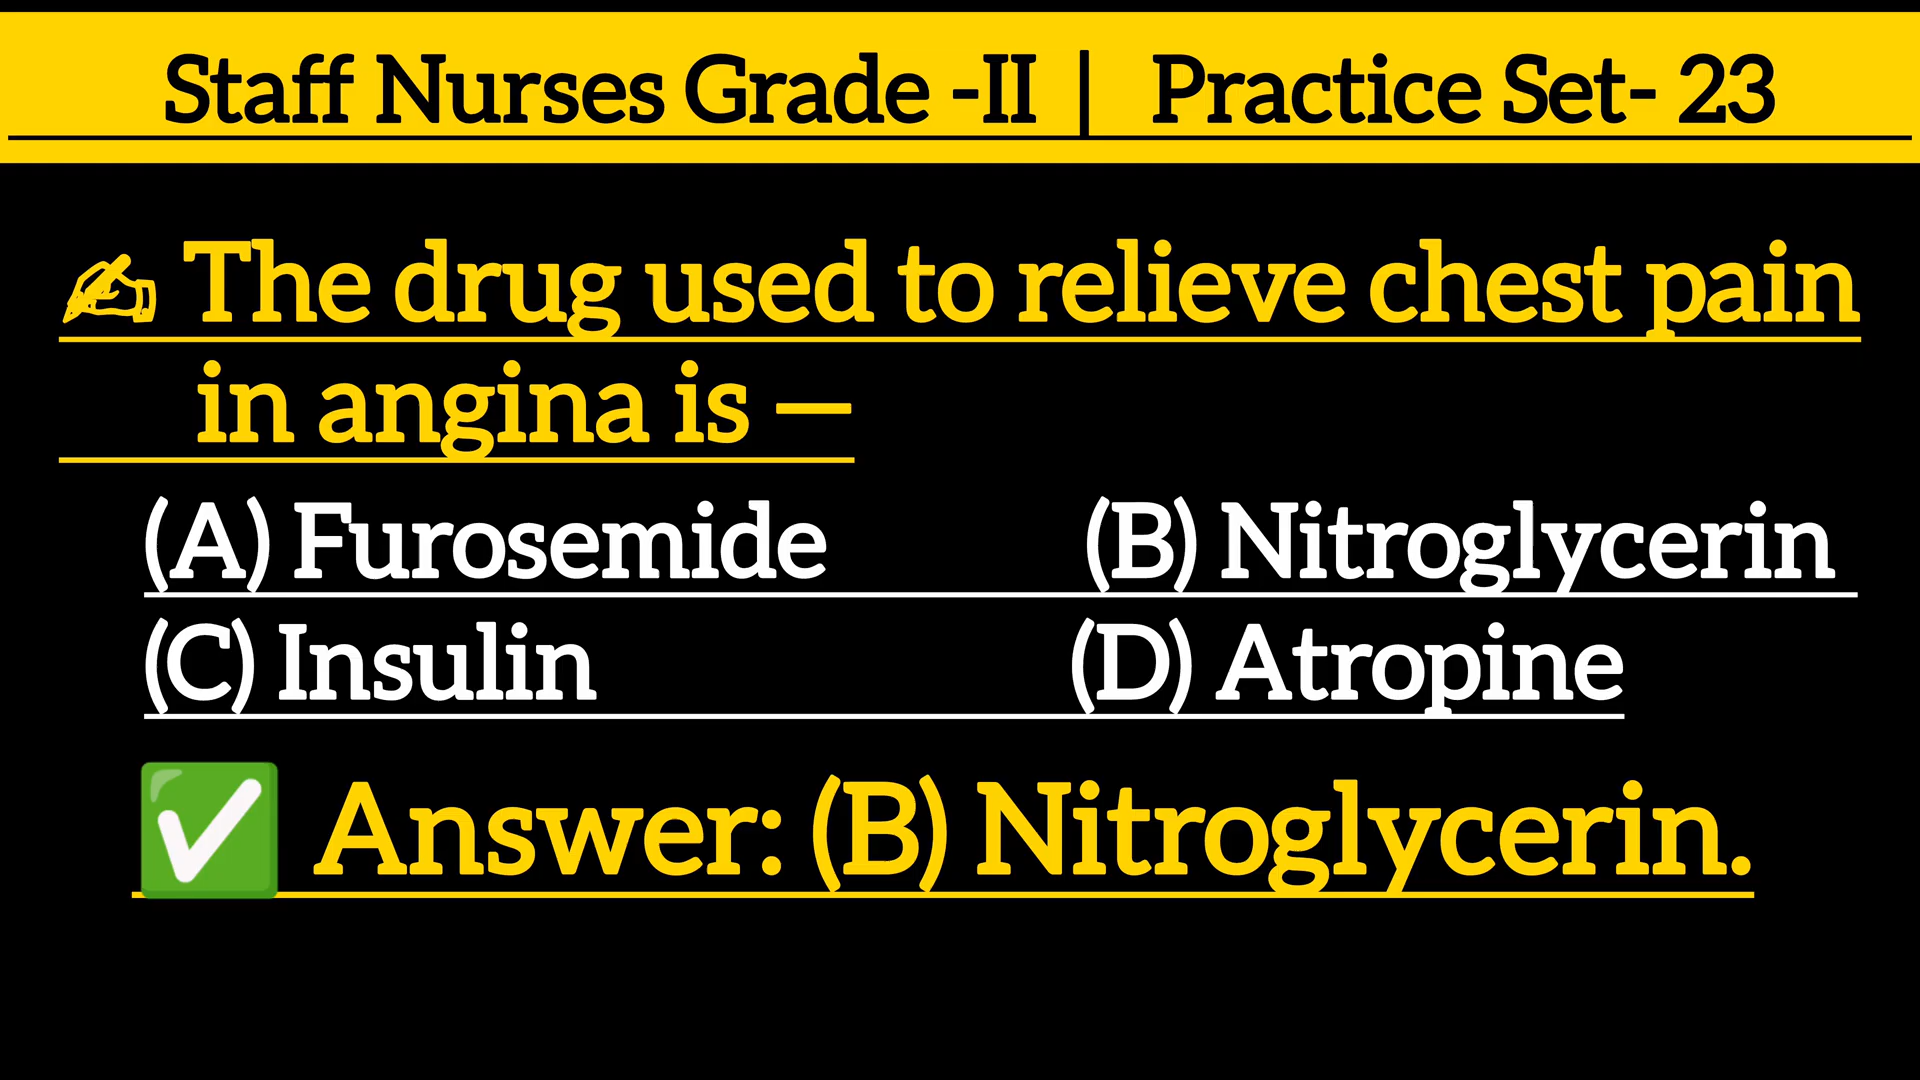 Staff Nurses Grade -II | Practice Set- 23
✍ The drug used to relieve chest pain
in angina is —
(A) Furosemide (B) Nitroglycerin
(C) Insulin (D) Atropine
✅ Answer: (B) Nitroglycerin.